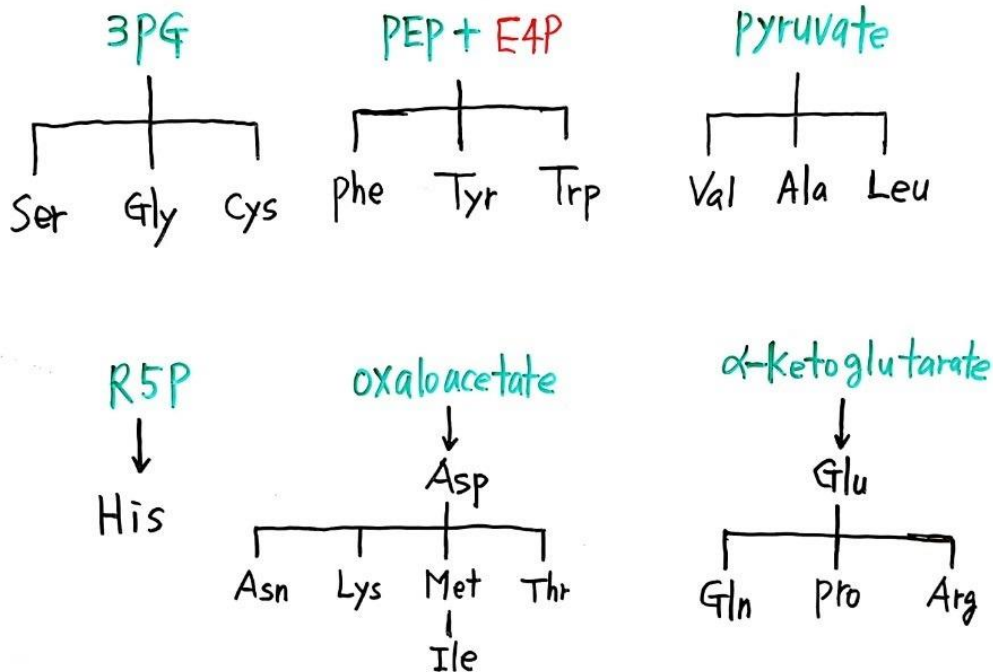 3PG
PEP + E4P
pyruvate
Ser Gly Cys
phe Tyr Trp
Val Ala Leu
R5P
oxaloacetate
α-ketoglutarate
His
Asp
Glu
Asn Lys Met Thr
Ile
Gln pro Arg